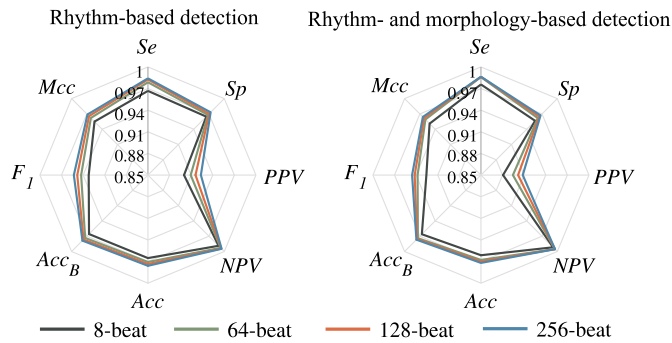 Rhythm-based detection
Rhythm- and morphology-based detection
Se
Mcc
Sp
F1
PPV
AccB
NPV
Acc
1
0.97
0.94
0.91
0.88
0.85
Se
Mcc
Sp
F1
PPV
AccB
NPV
Acc
1
0.97
0.94
0.91
0.88
0.85
8-beat 64-beat 128-beat 256-beat